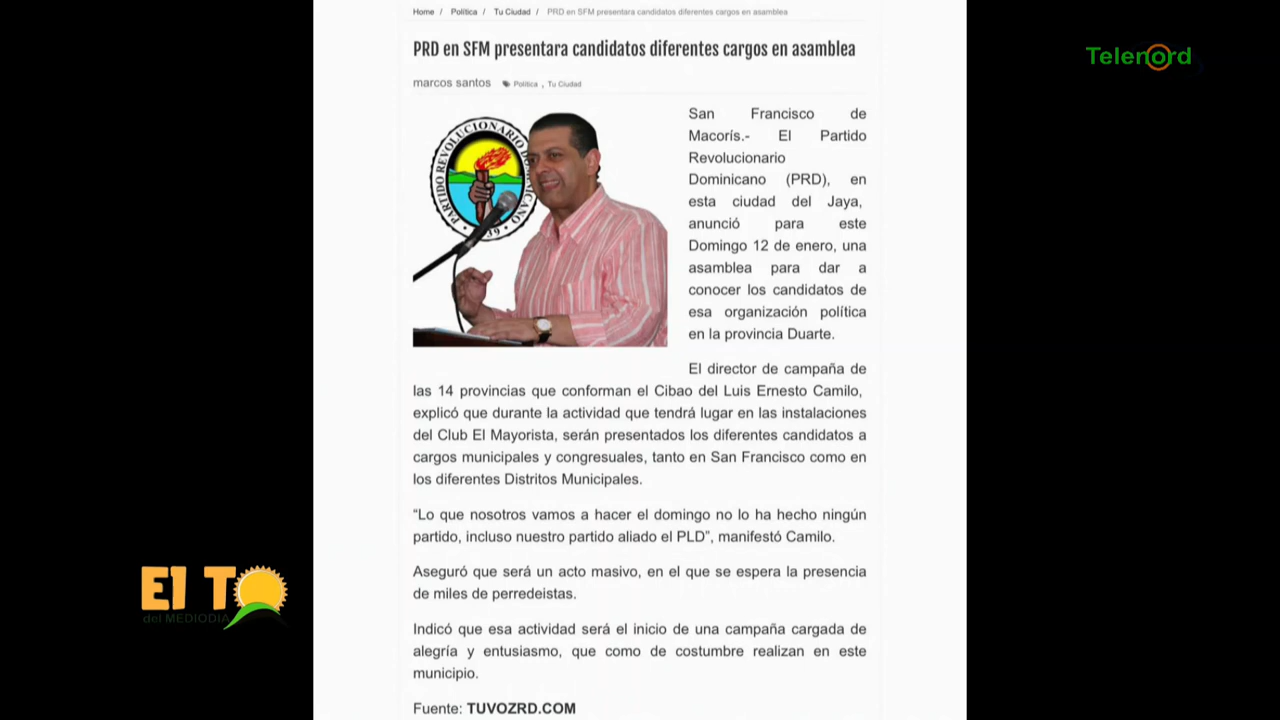 Home / Política / Tu Ciudad / PRD en SFM presentara candidatos diferentes cargos en asamblea
PRD en SFM presentara candidatos diferentes cargos en asamblea
marcos santos Política , Tu Ciudad
Telenord
PARTIDO REVOLUCIONARIO DOMINICANO
San Francisco de
Macorís.- El Partido
Revolucionario
Dominicano (PRD), en
esta ciudad del Jaya,
anunció para este
Domingo 12 de enero, una
asamblea para dar a
conocer los candidatos de
esa organización política
en la provincia Duarte.
El director de campaña de
las 14 provincias que conforman el Cibao del Luis Ernesto Camilo,
explicó que durante la actividad que tendrá lugar en las instalaciones
del Club El Mayorista, serán presentados los diferentes candidatos a
cargos municipales y congresuales, tanto en San Francisco como en
los diferentes Distritos Municipales.
“Lo que nosotros vamos a hacer el domingo no lo ha hecho ningún
partido, incluso nuestro partido aliado el PLD”, manifestó Camilo.
Aseguró que será un acto masivo, en el que se espera la presencia
de miles de perredeistas.
Indicó que esa actividad será el inicio de una campaña cargada de
alegría y entusiasmo, que como de costumbre realizan en este
municipio.
Fuente: TUVOZRD.COM
El TO
del MEDIODIA